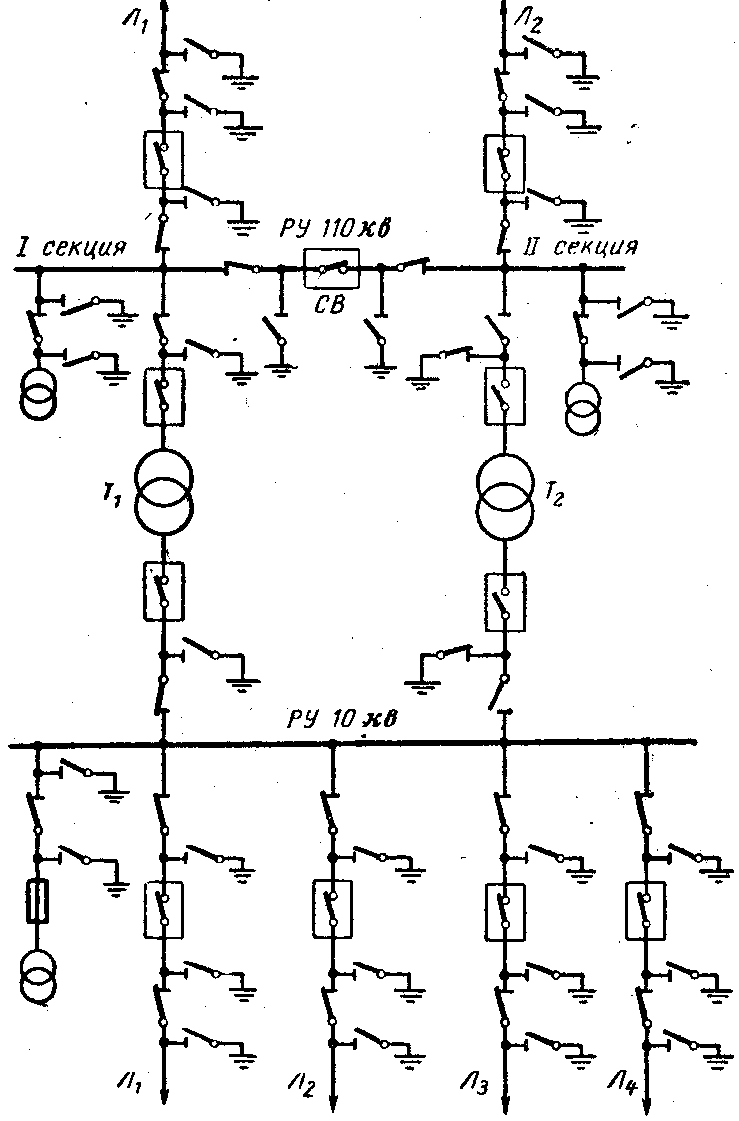 Л1
Л2
РУ 110 кв
I секция
II секция
СВ
Т1
Т2
РУ 10 кв
Л1
Л2
Л3
Л4